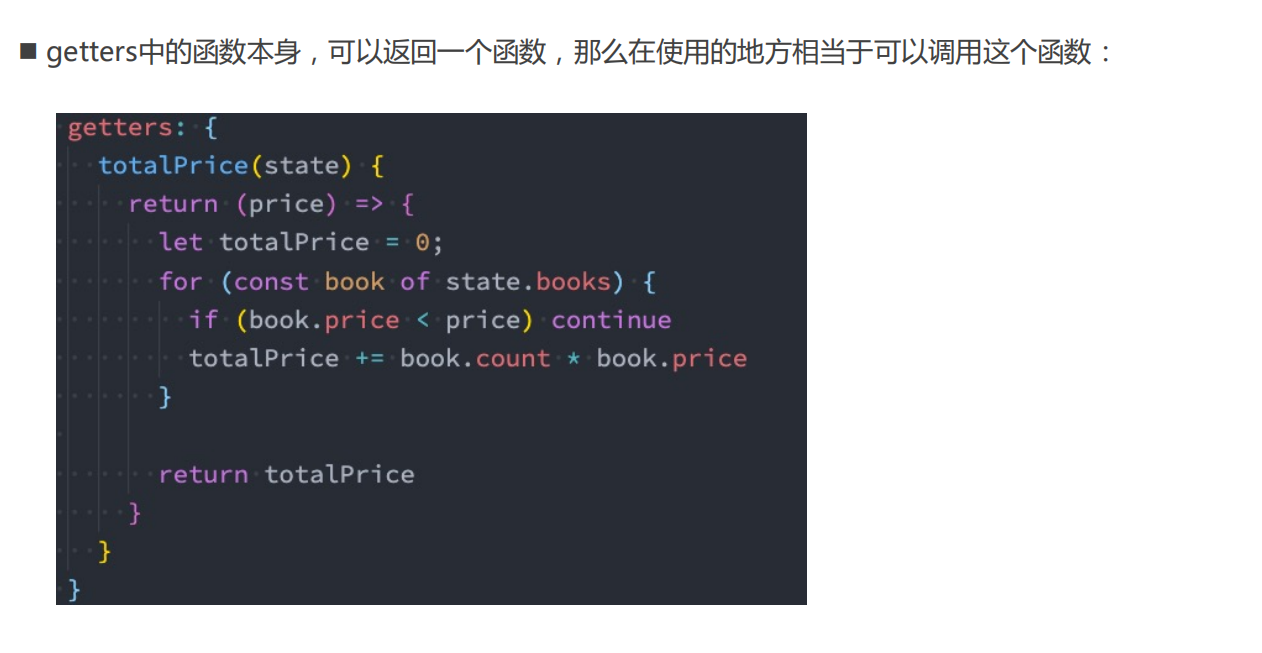 ■ getters中的函数本身，可以返回一个函数，那么在使用的地方相当于可以调用这个函数：
getters: {
  totalPrice(state) {
    return (price) => {
      let totalPrice = 0;
      for (const book of state.books) {
        if (book.price < price) continue
        totalPrice += book.count * book.price
      }
      return totalPrice
    }
  }
}